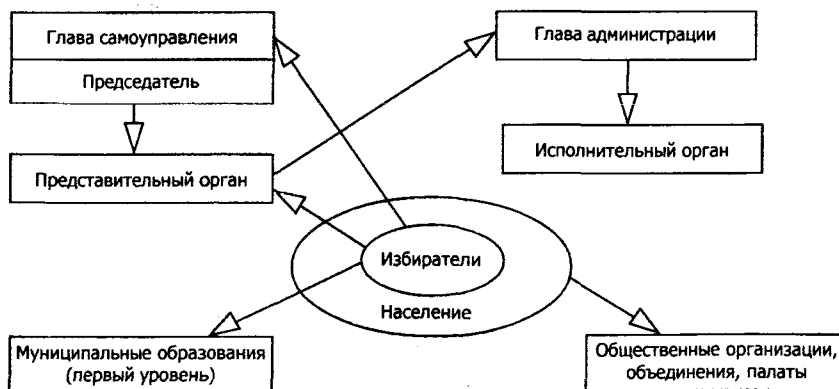 Глава самоуправления
Председатель
Представительный орган
Глава администрации
Исполнительный орган
Избиратели
Население
Муниципальные образования
(первый уровень)
Общественные организации,
объединения, палаты